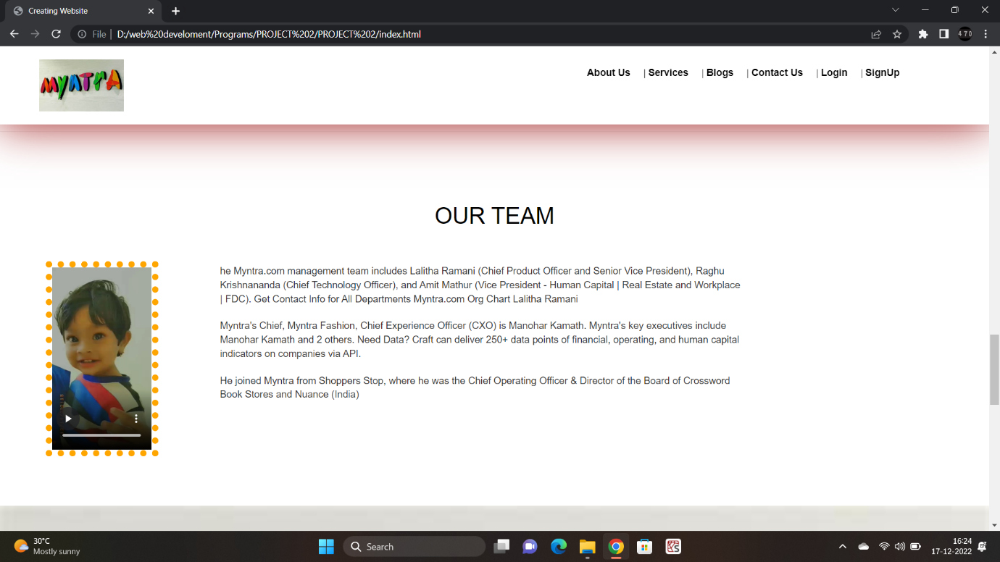 Creating Website
File | D:/web%20develoment/Programs/PROJECT%202/PROJECT%202/index.html
470
MYNTRA
About Us | Services | Blogs | Contact Us | Login | SignUp
OUR TEAM
he Myntra.com management team includes Lalitha Ramani (Chief Product Officer and Senior Vice President), Raghu
Krishnananda (Chief Technology Officer), and Amit Mathur (Vice President - Human Capital | Real Estate and Workplace
| FDC). Get Contact Info for All Departments Myntra.com Org Chart Lalitha Ramani
Myntra's Chief, Myntra Fashion, Chief Experience Officer (CXO) is Manohar Kamath. Myntra's key executives include
Manohar Kamath and 2 others. Need Data? Craft can deliver 250+ data points of financial, operating, and human capital
indicators on companies via API.
He joined Myntra from Shoppers Stop, where he was the Chief Operating Officer & Director of the Board of Crossword
Book Stores and Nuance (India)
30°C
Mostly sunny
Search
16:24
17-12-2022